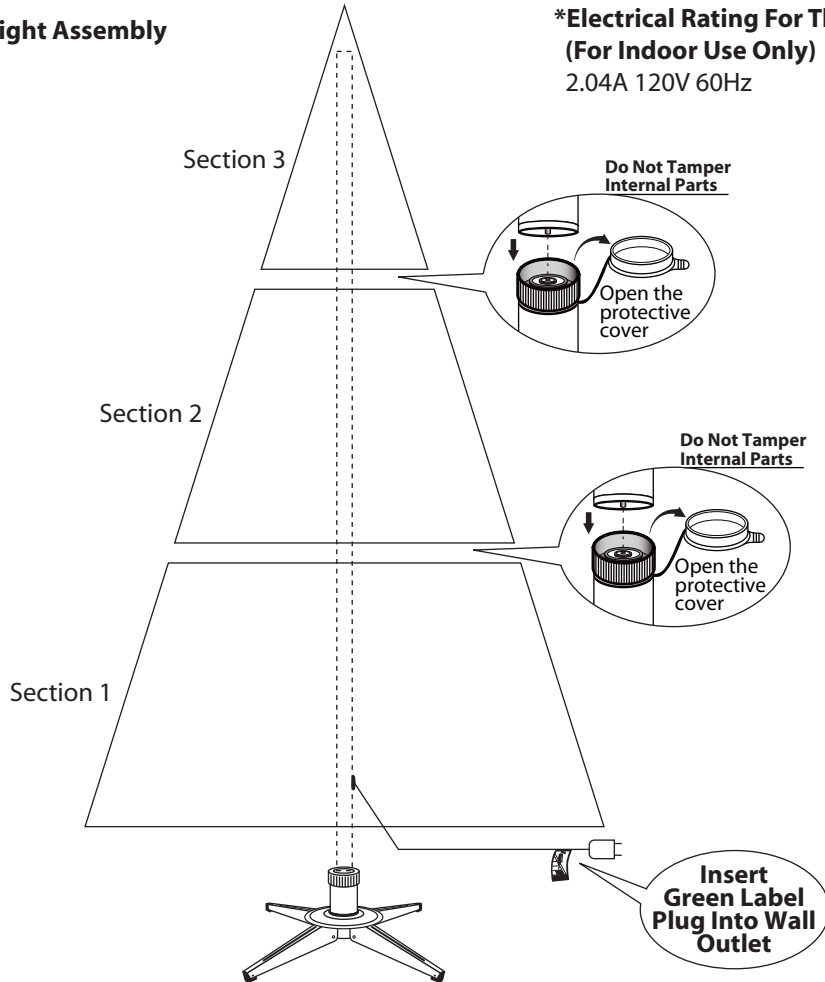 ight Assembly
*Electrical Rating For Th
(For Indoor Use Only)
2.04A 120V 60Hz
Section 3
Do Not Tamper
Internal Parts
Open the
protective
cover
Section 2
Do Not Tamper
Internal Parts
Open the
protective
cover
Section 1
Insert
Green Label
Plug Into Wall
Outlet